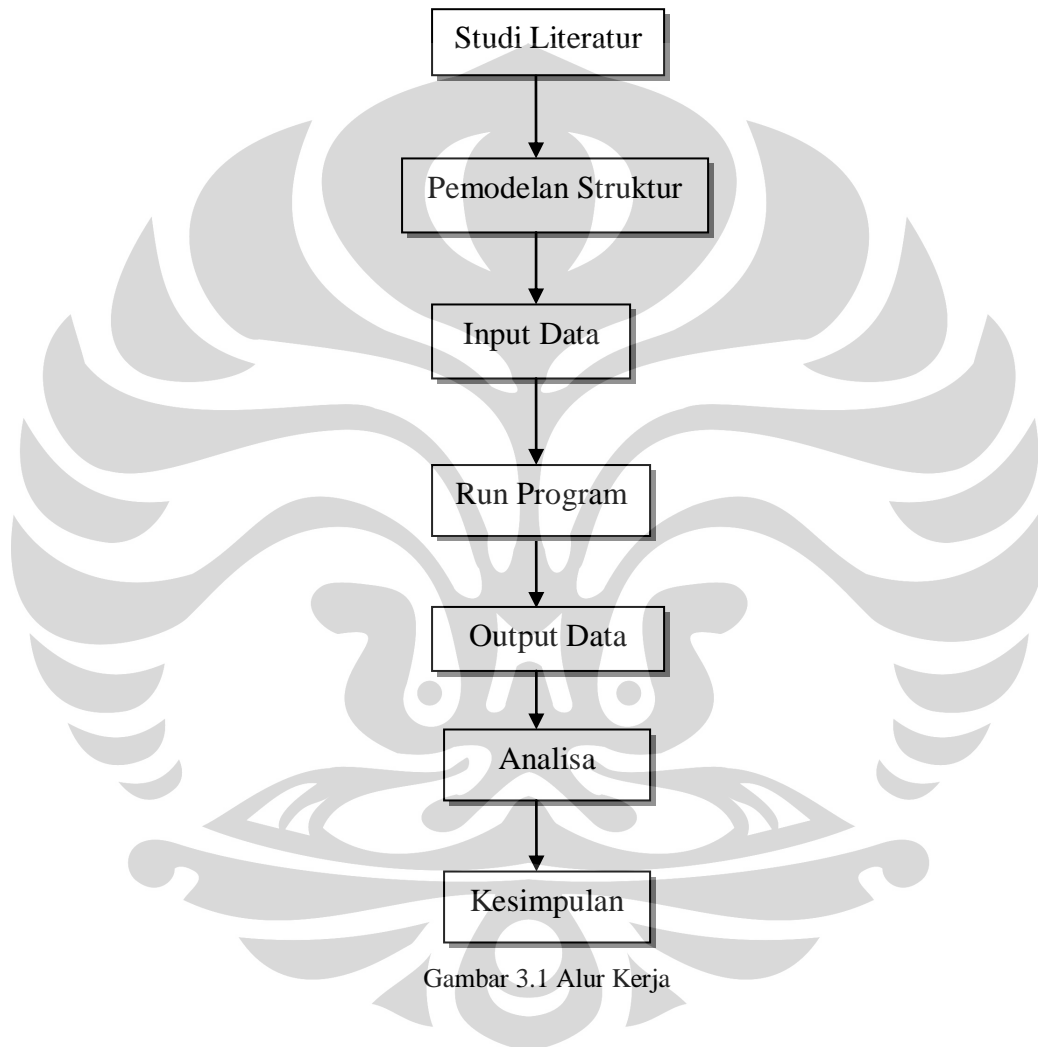 Studi Literatur
Pemodelan Struktur
Input Data
Run Program
Output Data
Analisa
Kesimpulan
Gambar 3.1 Alur Kerja